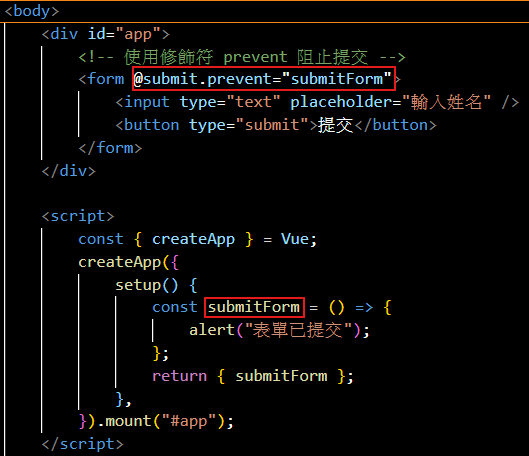 <body>
<div id="app">
<!-- 使用修飾符 prevent 阻止提交 -->
<form @submit.prevent="submitForm">
<input type="text" placeholder="輸入姓名" />
<button type="submit">提交</button>
</form>
</div>
<script>
const { createApp } = Vue;
createApp({
setup() {
const submitForm = () => {
alert("表單已提交");
};
return { submitForm };
},
}).mount("#app");
</script>